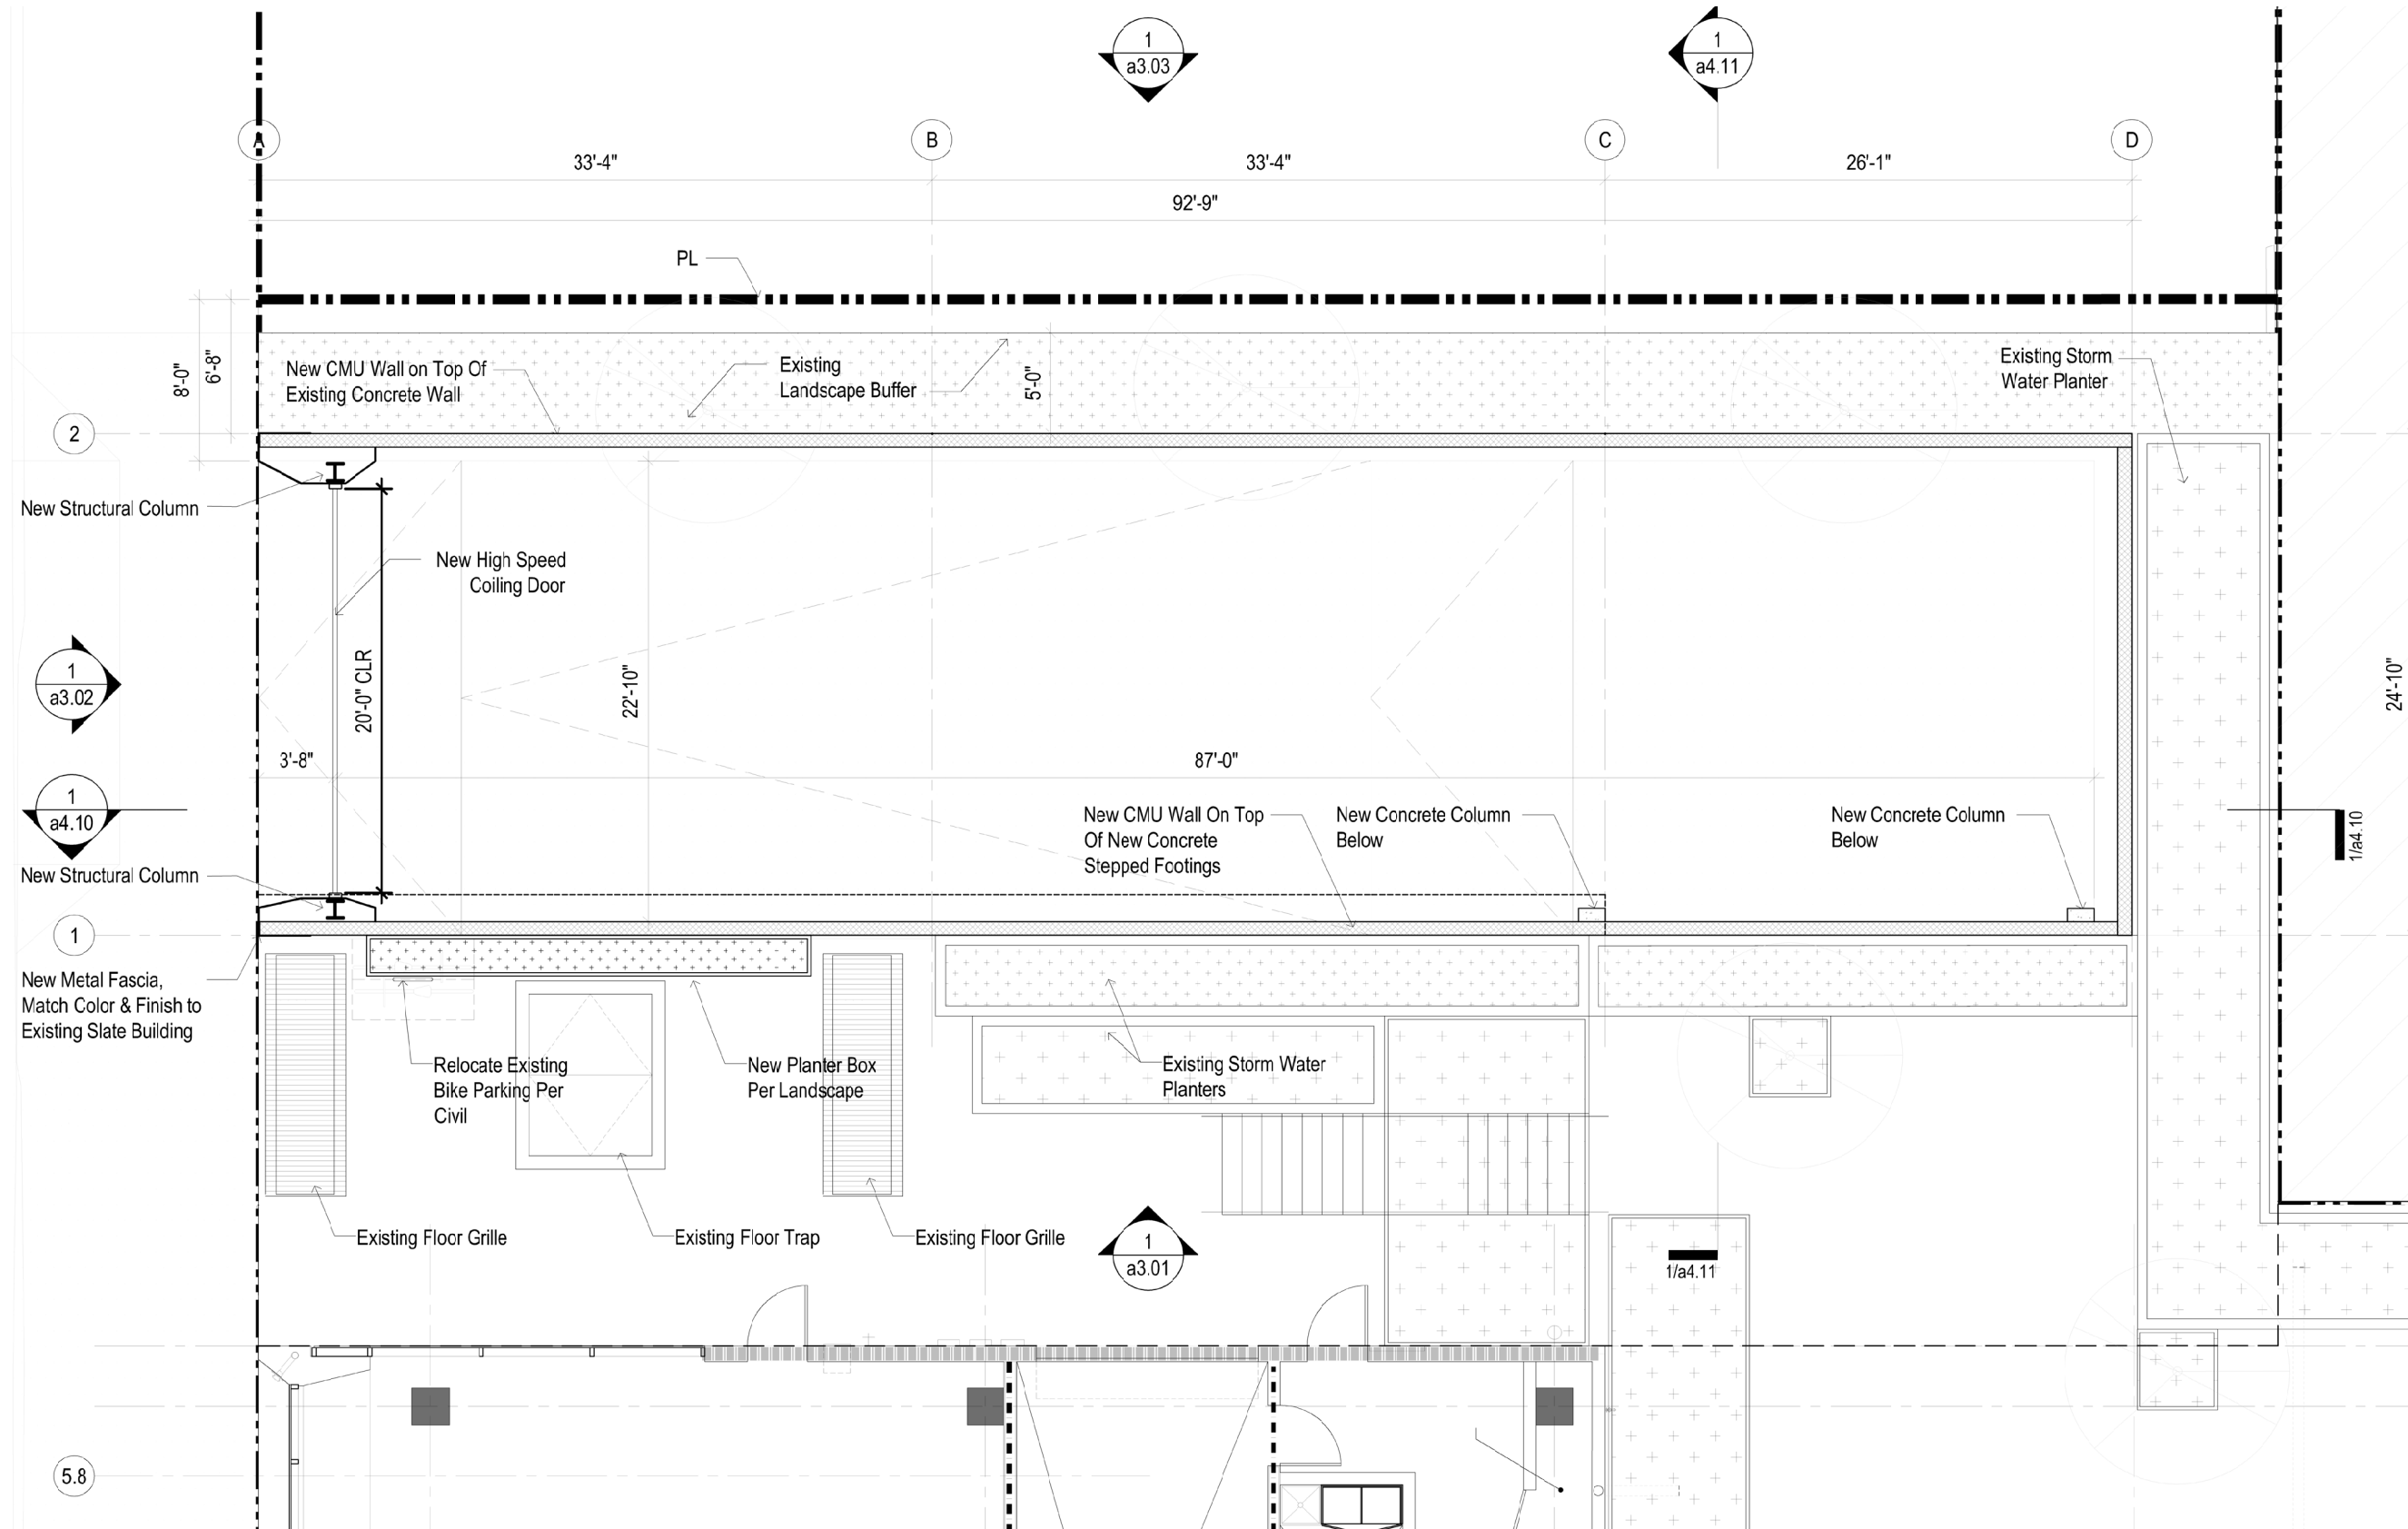 1
a3.03
1
a4.11
A
B
C
D
33'-4"
33'-4"
26'-1"
92'-9"
PL
8'-0"
6'-8"
New CMU Wall on Top Of
Existing Concrete Wall
Existing
Landscape Buffer
5'-0"
Existing Storm
Water Planter
2
New Structural Column
New High Speed
Coiling Door
1
a3.02
20'-0" CLR
22'-10"
24'-10"
3'-8"
87'-0"
1
a4.10
New CMU Wall On Top
Of New Concrete
Stepped Footings
New Concrete Column
Below
New Concrete Column
Below
1/a4.10
New Structural Column
1
New Metal Fascia,
Match Color & Finish to
Existing Slate Building
Relocate Existing
Bike Parking Per
Civil
New Planter Box
Per Landscape
Existing Storm Water
Planters
Existing Floor Grille
Existing Floor Trap
Existing Floor Grille
1
a3.01
1/a4.11
5.8